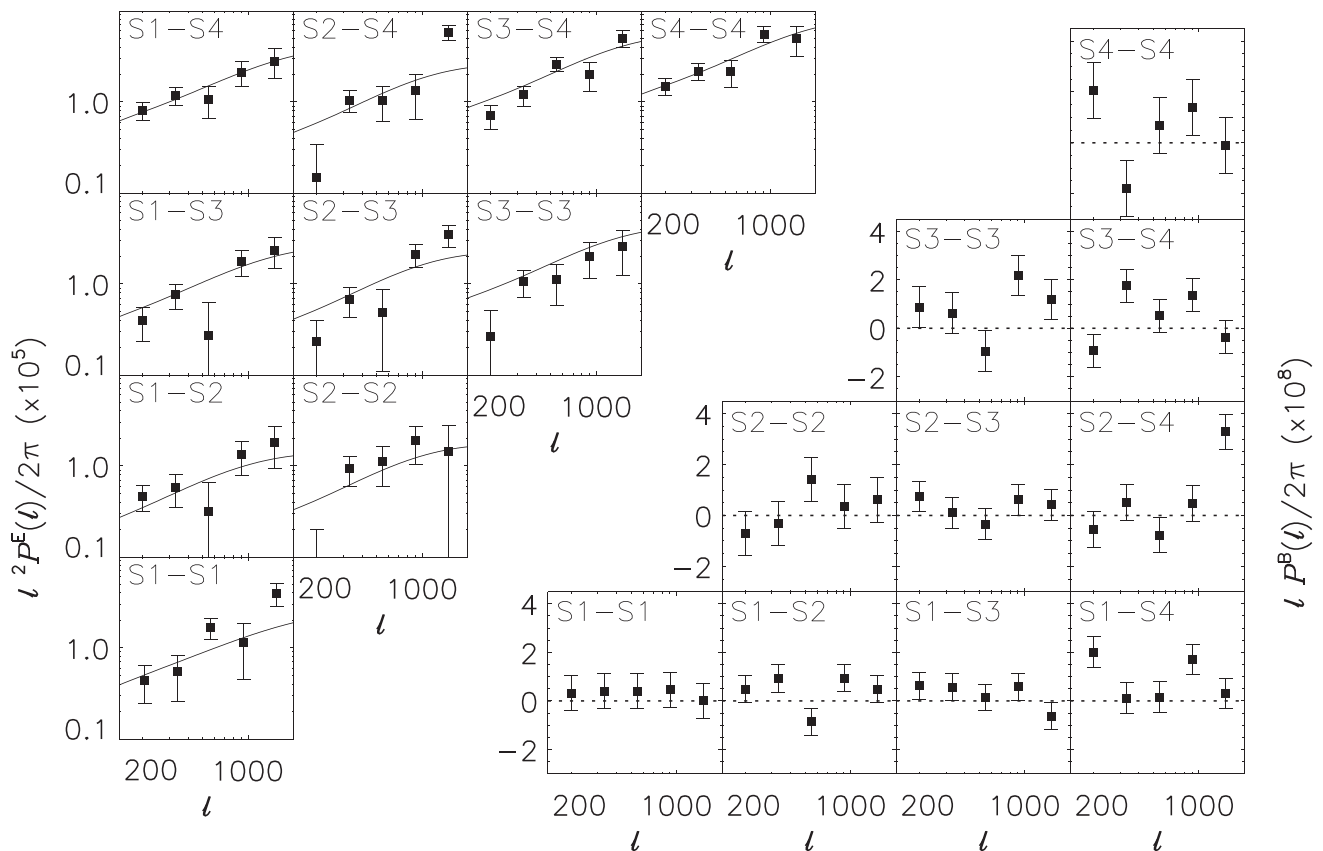 S1−S4 S2−S4 S3−S4 S4−S4
1.0
0.1
S4−S4
S1−S3 S2−S3 S3−S3
1.0
0.1
200 1000
ℓ
S3−S3 S3−S4
4
2
0
−2
S1−S2 S2−S2
1.0
0.1
200 1000
ℓ
S2−S2 S2−S3 S2−S4
4
2
0
−2
S1−S1
1.0
0.1
200 1000
ℓ
200 1000
ℓ
S1−S1 S1−S2 S1−S3 S1−S4
4
2
0
−2
200 1000 200 1000 200 1000 200 1000
ℓ ℓ ℓ ℓ
ℓ ²Pᴱ(ℓ)/2π (x10⁵)
ℓ Pᴮ(ℓ)/2π (x10⁸)